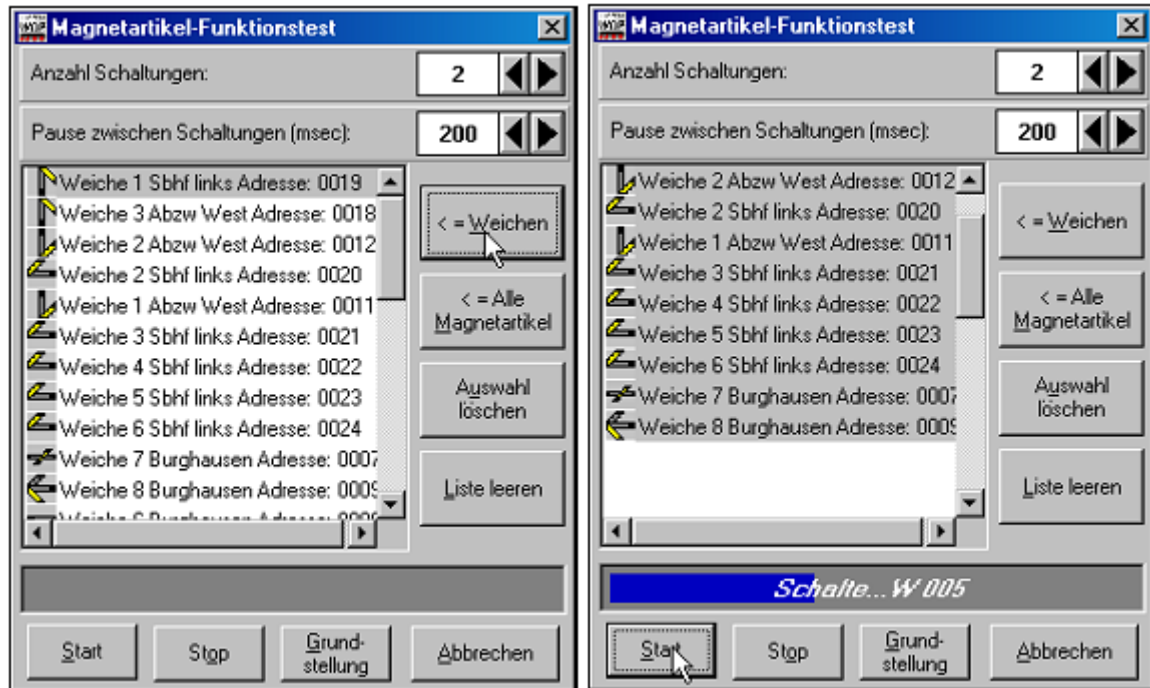 Magnetartikel-Funktionstest
Anzahl Schaltungen: 2
Pause zwischen Schaltungen (msec): 200
Weiche 1 Sbhf links Adresse: 0019
Weiche 3 Abzw West Adresse: 0018
Weiche 2 Abzw West Adresse: 0012
Weiche 2 Sbhf links Adresse: 0020
Weiche 1 Abzw West Adresse: 0011
Weiche 3 Sbhf links Adresse: 0021
Weiche 4 Sbhf links Adresse: 0022
Weiche 5 Sbhf links Adresse: 0023
Weiche 6 Sbhf links Adresse: 0024
Weiche 7 Burghausen Adresse: 0007
Weiche 8 Burghausen Adresse:
< = Weichen
< = Alle
Magnetartikel
Auswahl
löschen
Liste leeren
Start
Stop
Grund-
stellung
Abbrechen
Magnetartikel-Funktionstest
Anzahl Schaltungen: 2
Pause zwischen Schaltungen (msec): 200
Weiche 2 Abzw West Adresse: 0012
Weiche 2 Sbhf links Adresse: 0020
Weiche 1 Abzw West Adresse: 0011
Weiche 3 Sbhf links Adresse: 0021
Weiche 4 Sbhf links Adresse: 0022
Weiche 5 Sbhf links Adresse: 0023
Weiche 6 Sbhf links Adresse: 0024
Weiche 7 Burghausen Adresse: 0007
Weiche 8 Burghausen Adresse:
< = Weichen
< = Alle
Magnetartikel
Auswahl
löschen
Liste leeren
Schalte... W 005
Start
Stop
Grund-
stellung
Abbrechen